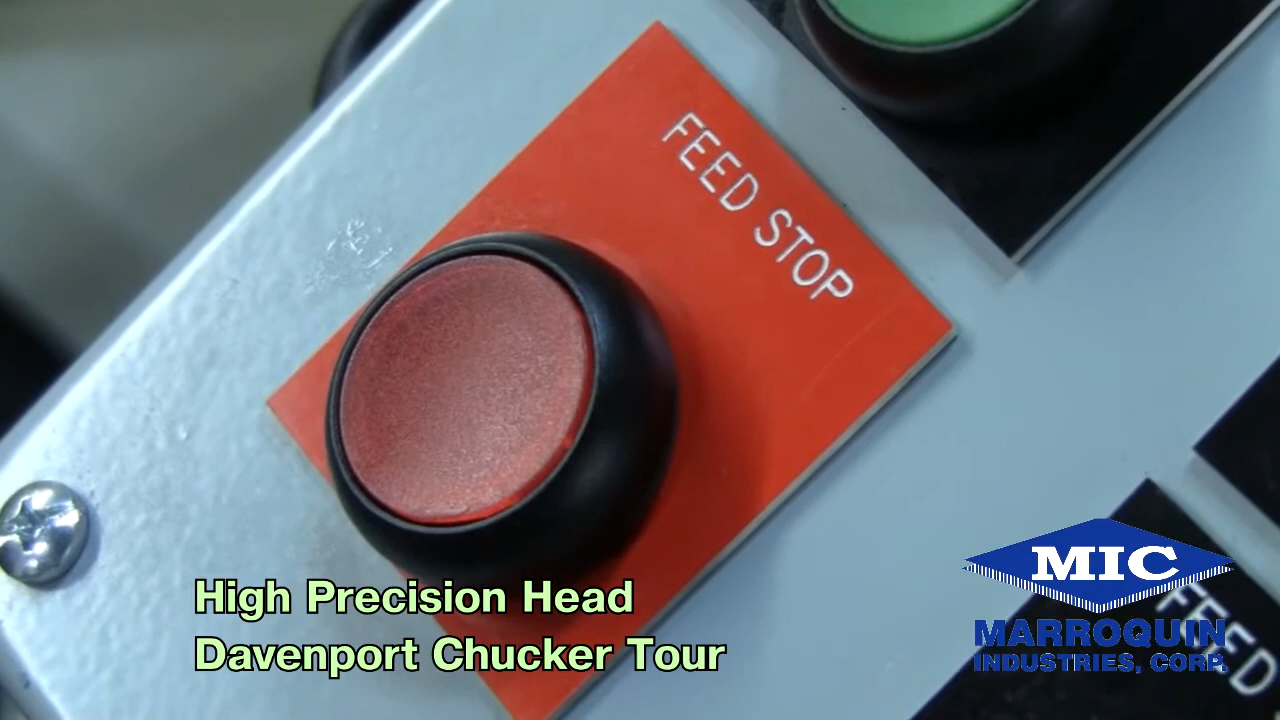 FEED STOP
High Precision Head
Davenport Chucker Tour
MIC
MARROQUIN
INDUSTRIES, CORP.
FEED